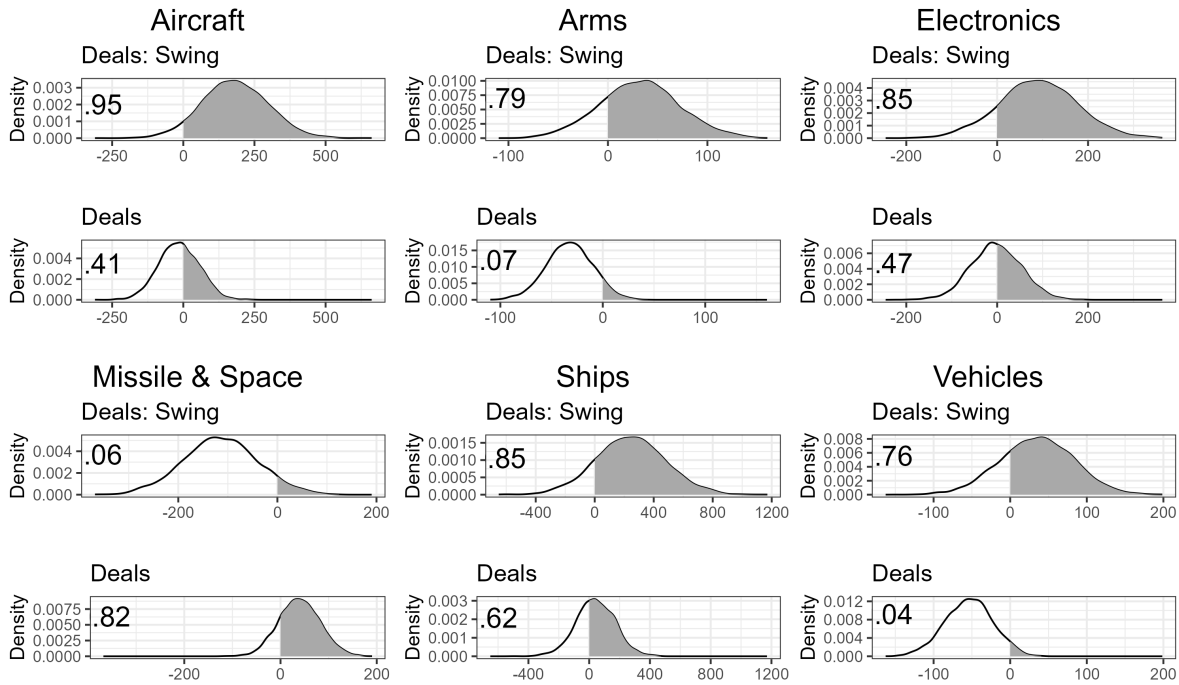 Aircraft
Deals: Swing
Density
0.003
0.002
0.001
0.000
.95
-250 0 250 500
Deals
Density
0.004
0.002
0.000
.41
-250 0 250 500
Arms
Deals: Swing
Density
0.0100
0.0075
0.0050
0.0025
0.0000
.79
-100 0 100
Deals
Density
0.015
0.010
0.005
0.000
.07
-100 0 100
Electronics
Deals: Swing
Density
0.004
0.003
0.002
0.001
0.000
.85
-200 0 200
Deals
Density
0.006
0.004
0.002
0.000
.47
-200 0 200
Missile & Space
Deals: Swing
Density
0.004
0.002
0.000
.06
-200 0 200
Deals
Density
0.0075
0.0050
0.0025
0.0000
.82
-200 0 200
Ships
Deals: Swing
Density
0.0015
0.0010
0.0005
0.0000
.85
-400 0 400 800 1200
Deals
Density
0.003
0.002
0.001
0.000
.62
-400 0 400 800 1200
Vehicles
Deals: Swing
Density
0.008
0.006
0.004
0.002
0.000
.76
-100 0 100 200
Deals
Density
0.012
0.008
0.004
0.000
.04
-100 0 100 200